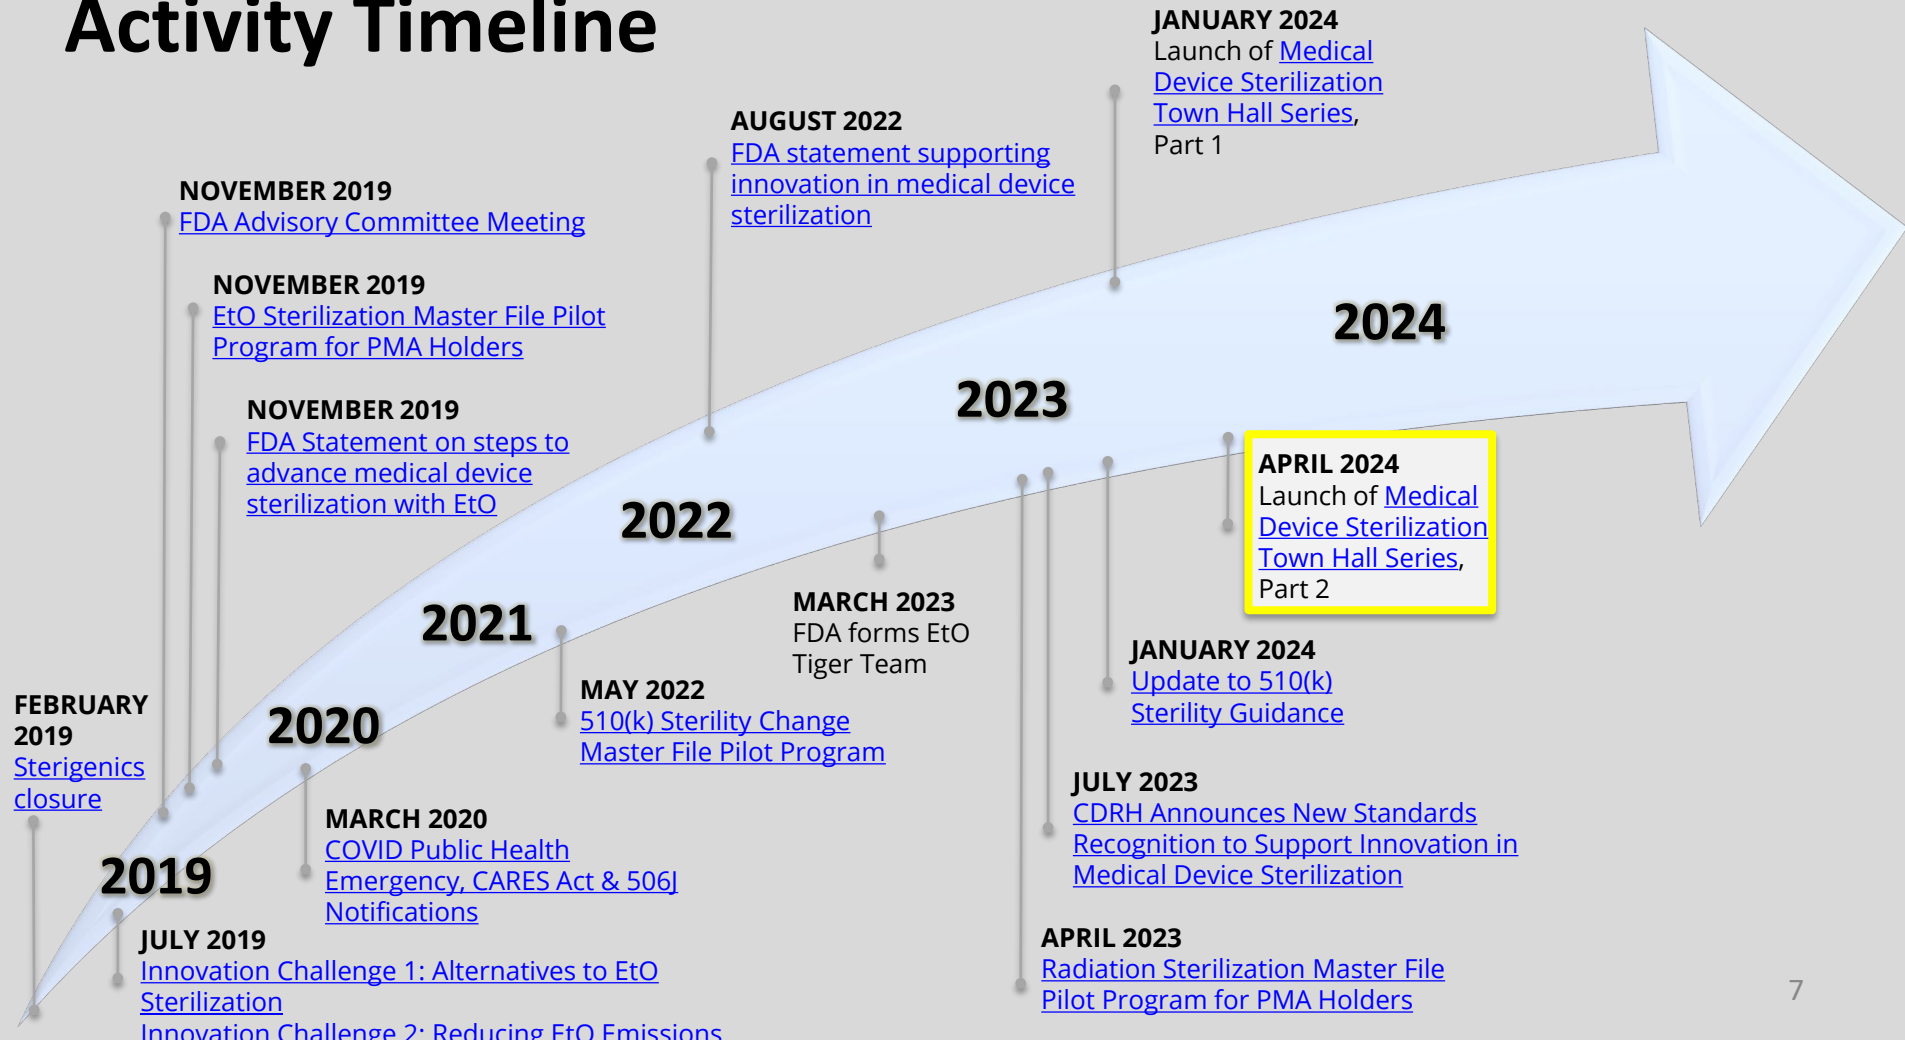 Activity Timeline
JANUARY 2024
Launch of Medical
Device Sterilization
Town Hall Series,
Part 1
AUGUST 2022
FDA statement supporting
innovation in medical device
sterilization
NOVEMBER 2019
FDA Advisory Committee Meeting
NOVEMBER 2019
EtO Sterilization Master File Pilot
Program for PMA Holders
NOVEMBER 2019
FDA Statement on steps to
advance medical device
sterilization with EtO
2024
2023
2022
2021
2020
2019
APRIL 2024
Launch of Medical
Device Sterilization
Town Hall Series,
Part 2
MARCH 2023
FDA forms EtO
Tiger Team
JANUARY 2024
Update to 510(k)
Sterility Guidance
MAY 2022
510(k) Sterility Change
Master File Pilot Program
FEBRUARY
2019
Sterigenics
closure
JULY 2023
CDRH Announces New Standards
Recognition to Support Innovation in
Medical Device Sterilization
MARCH 2020
COVID Public Health
Emergency, CARES Act & 506J
Notifications
JULY 2019
Innovation Challenge 1: Alternatives to EtO
Sterilization
Innovation Challenge 2: Reducing EtO Emissions
APRIL 2023
Radiation Sterilization Master File
Pilot Program for PMA Holders
7